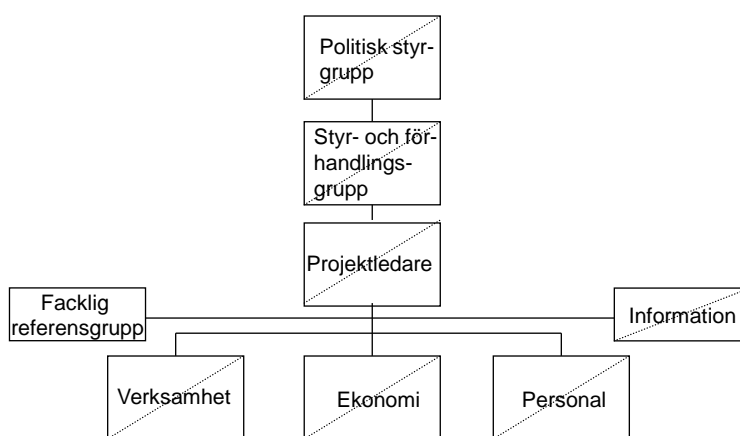 Politisk styr-
grupp
Styr- och för-
handlings-
grupp
Projektledare
Facklig
referensgrupp
Information
Verksamhet
Ekonomi
Personal